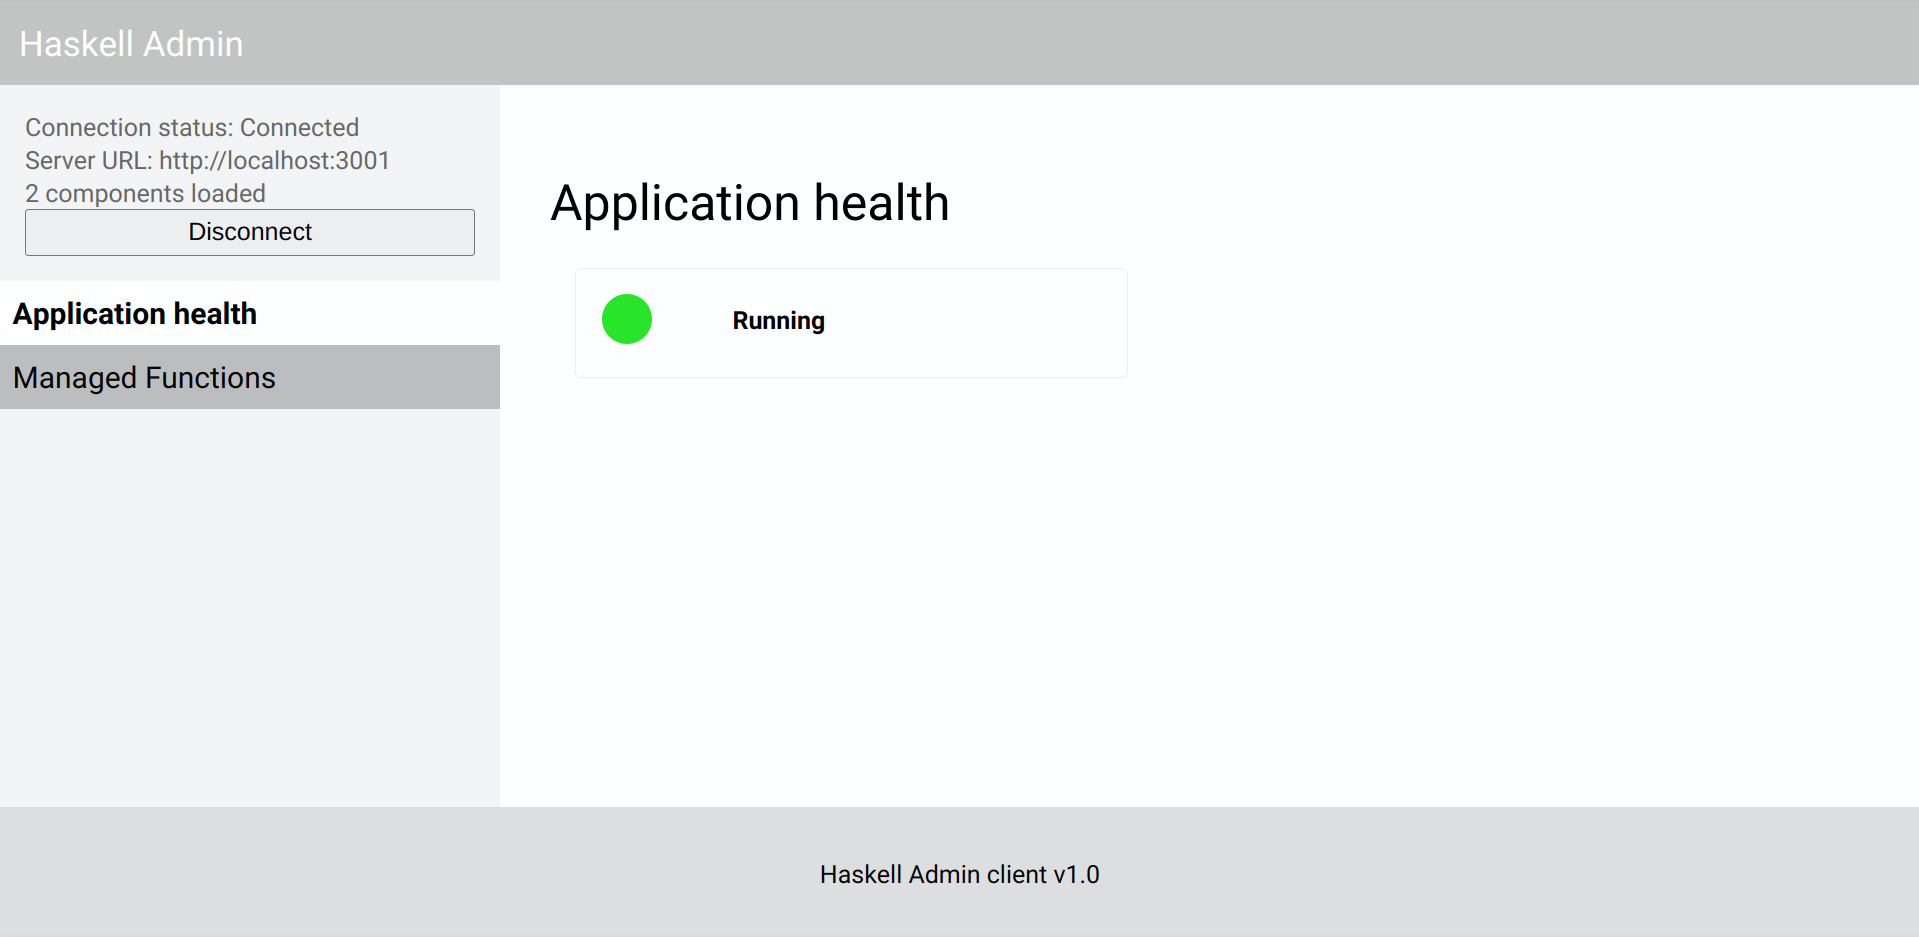 Haskell Admin
Connection status: Connected
Server URL: http://localhost:3001
2 components loaded
Disconnect
Application health
Managed Functions
Application health
Running
Haskell Admin client v1.0